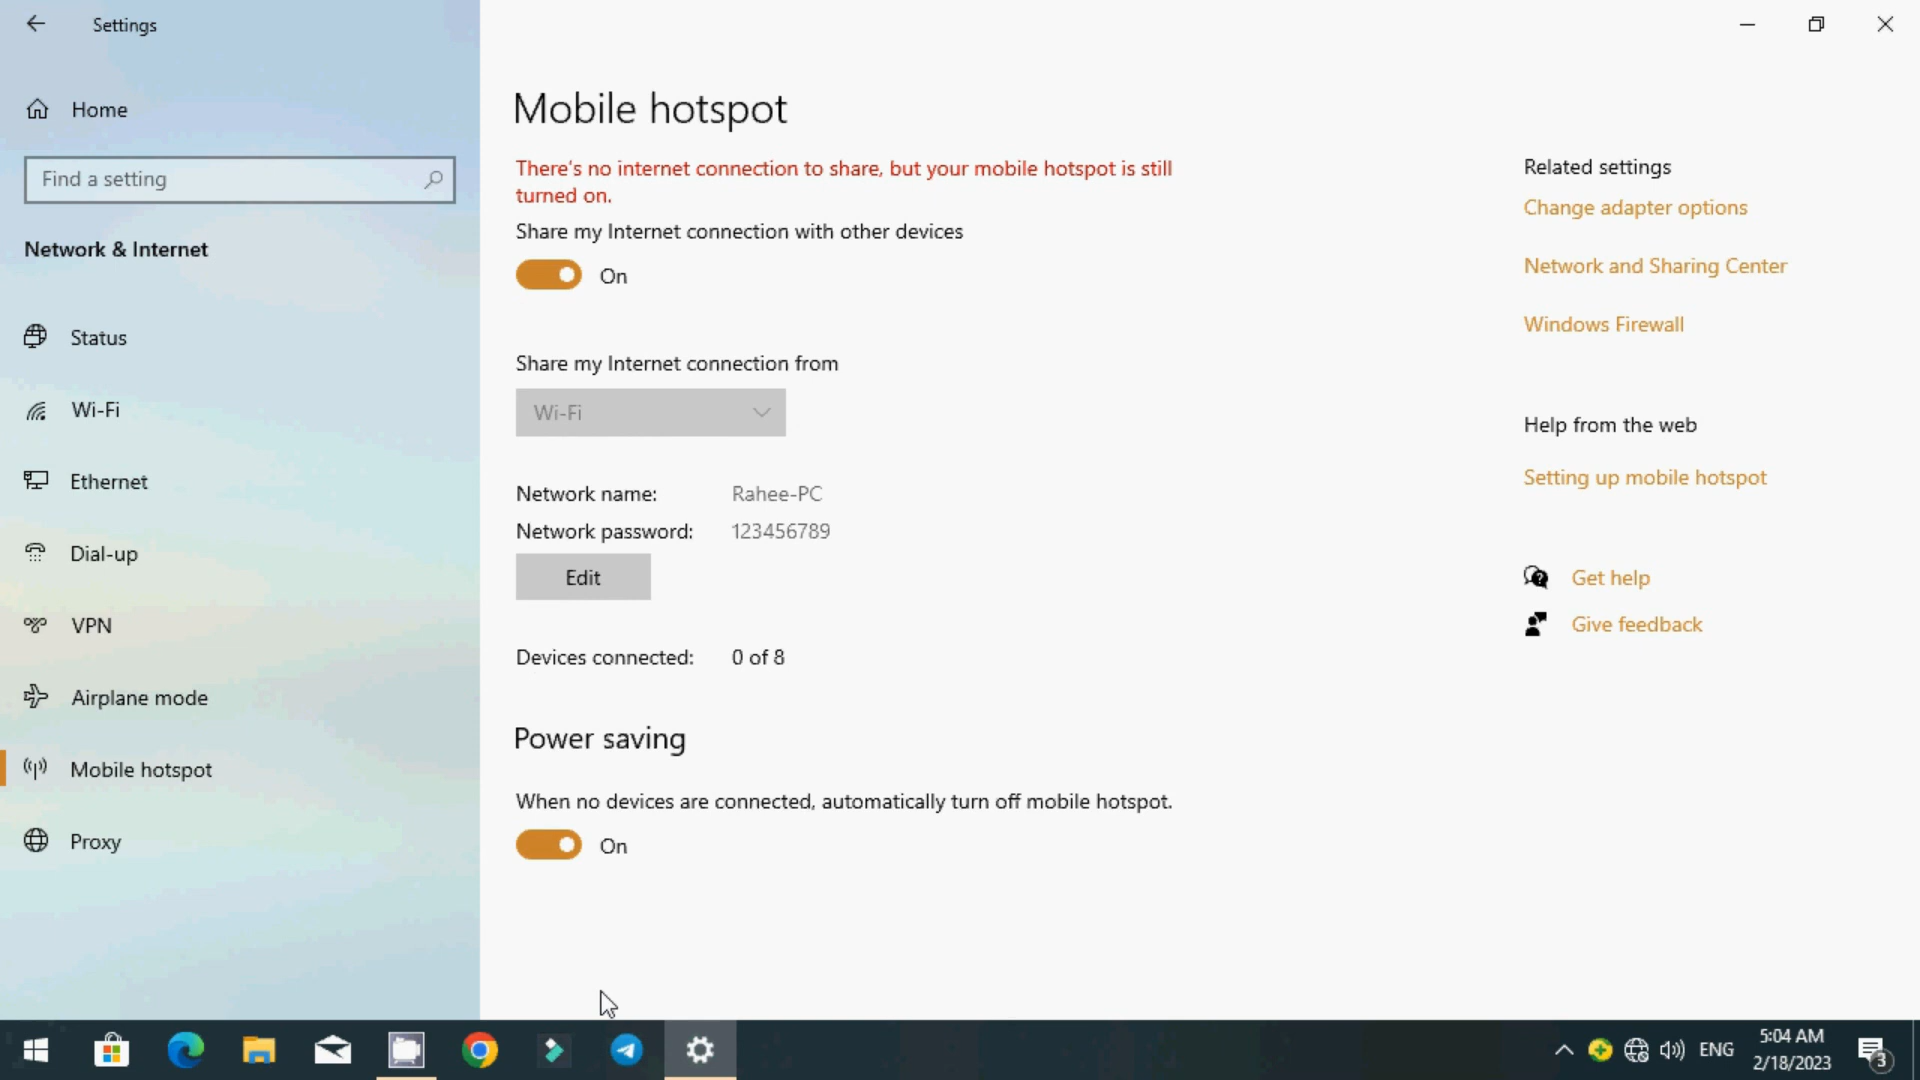 Settings
Home
Find a setting
Network & Internet
Status
Wi-Fi
Ethernet
Dial-up
VPN
Airplane mode
Mobile hotspot
Proxy
Mobile hotspot
There's no internet connection to share, but your mobile hotspot is still
turned on.
Share my Internet connection with other devices
On
Share my Internet connection from
Wi-Fi
Network name: Rahee-PC
Network password: 123456789
Edit
Devices connected: 0 of 8
Power saving
When no devices are connected, automatically turn off mobile hotspot.
On
Related settings
Change adapter options
Network and Sharing Center
Windows Firewall
Help from the web
Setting up mobile hotspot
Get help
Give feedback
ENG
5:04 AM
2/18/2023
3